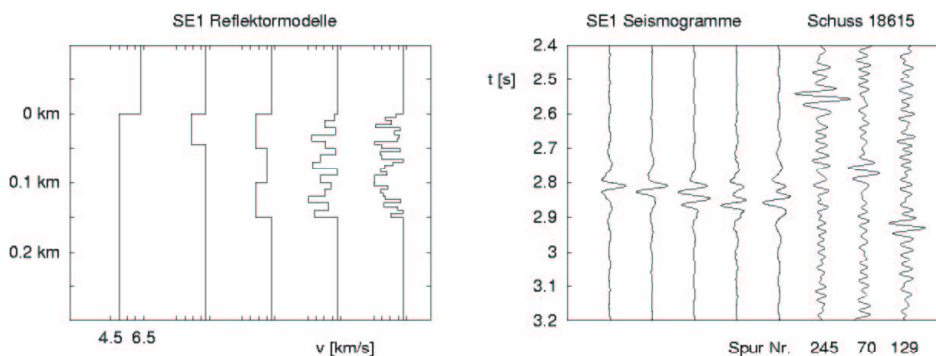 SE1 Reflektormodelle
0 km
0.1 km
0.2 km
4.5 6.5
v [km/s]
SE1 Seismogramme
Schuss 18615
t [s]
2.4
2.5
2.6
2.7
2.8
2.9
3
3.1
3.2
Spur Nr. 245 70 129